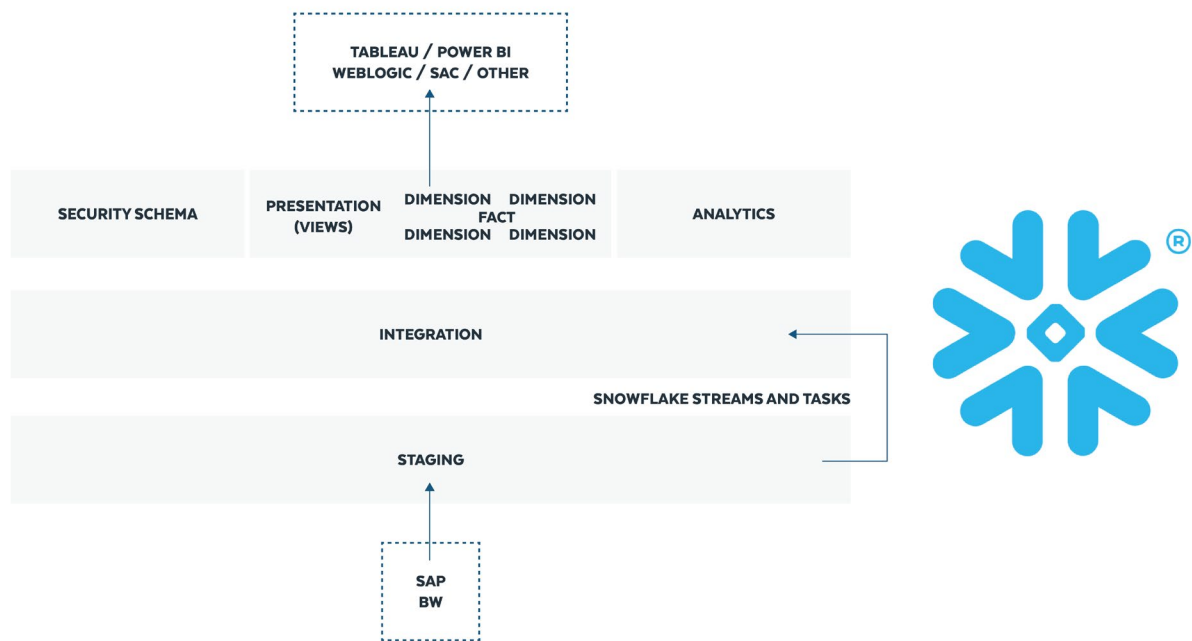 TABLEAU / POWER BI
WEBLOGIC / SAC / OTHER
SECURITY SCHEMA
PRESENTATION
(VIEWS)
DIMENSION DIMENSION
FACT
DIMENSION DIMENSION
ANALYTICS
®
INTEGRATION
SNOWFLAKE STREAMS AND TASKS
STAGING
SAP
BW